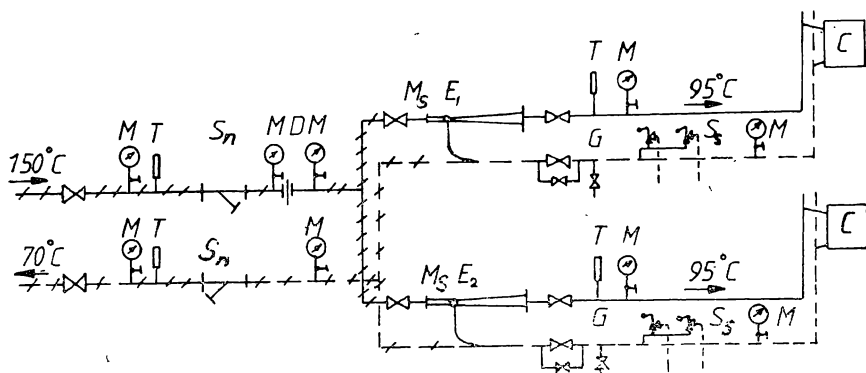 C
T M
95°C
M_S E_1
M T S_n M D M
G S_s M
150°C
C
70°C M T S_n M
T M
95°C
M_S E_2
G S_s M